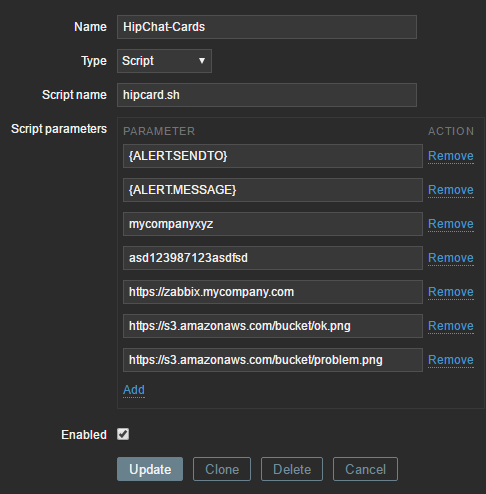 Name HipChat-Cards
Type Script
Script name hipcard.sh
Script parameters PARAMETER ACTION
{ALERT.SENDTO} Remove
{ALERT.MESSAGE} Remove
mycompanyxyz Remove
asd123987123asdfsd Remove
https://zabbix.mycompany.com Remove
https://s3.amazonaws.com/bucket/ok.png Remove
https://s3.amazonaws.com/bucket/problem.png Remove
Add
Enabled
Update Clone Delete Cancel